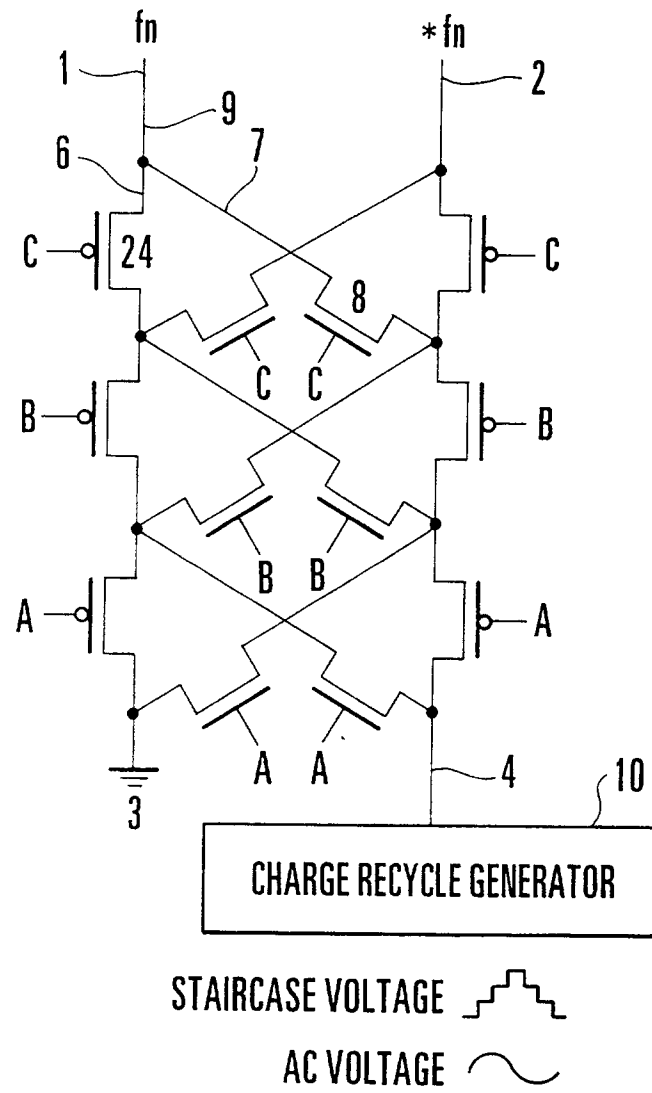 fn
*fn
1
2
9
6
7
C
24
C
8
C
C
B
B
B
B
A
A
A
A
3
4
10
CHARGE RECYCLE GENERATOR
STAIRCASE VOLTAGE
AC VOLTAGE